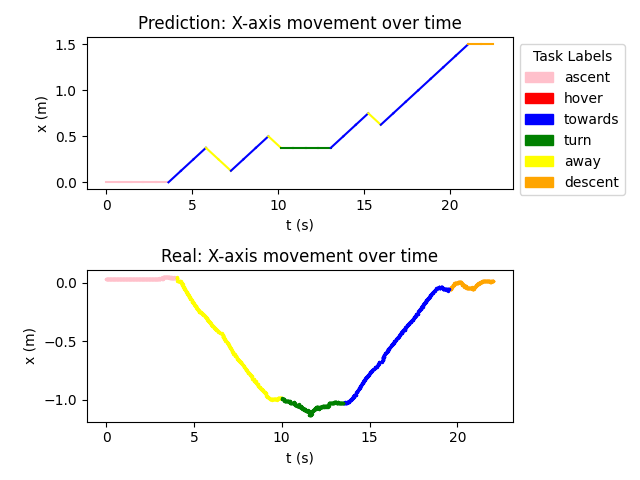 Prediction: X-axis movement over time
1.5
1.0
0.5
0.0
x (m)
0 5 10 15 20
t (s)
Task Labels
ascent
hover
towards
turn
away
descent
Real: X-axis movement over time
0.0
−0.5
−1.0
x (m)
0 5 10 15 20
t (s)